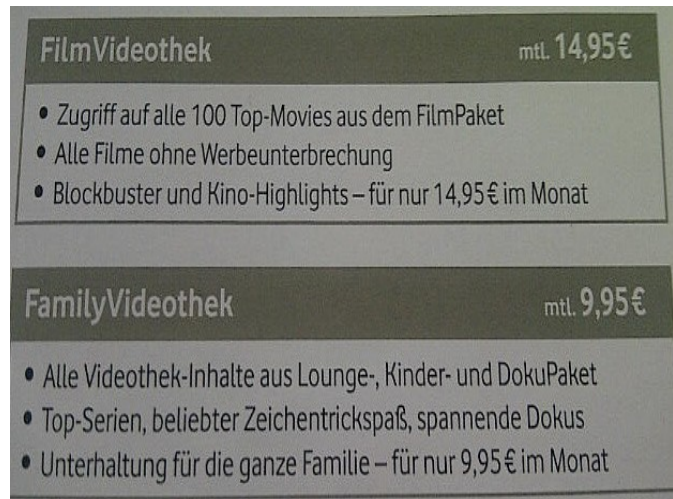 FilmVideothek mtl. 14,95€
• Zugriff auf alle 100 Top-Movies aus dem FilmPaket
• Alle Filme ohne Werbeunterbrechung
• Blockbuster und Kino-Highlights – für nur 14,95€ im Monat
FamilyVideothek mtl. 9,95€
• Alle Videothek-Inhalte aus Lounge-, Kinder- und DokuPaket
• Top-Serien, beliebter Zeichentrickspaß, spannende Dokus
• Unterhaltung für die ganze Familie – für nur 9,95€ im Monat